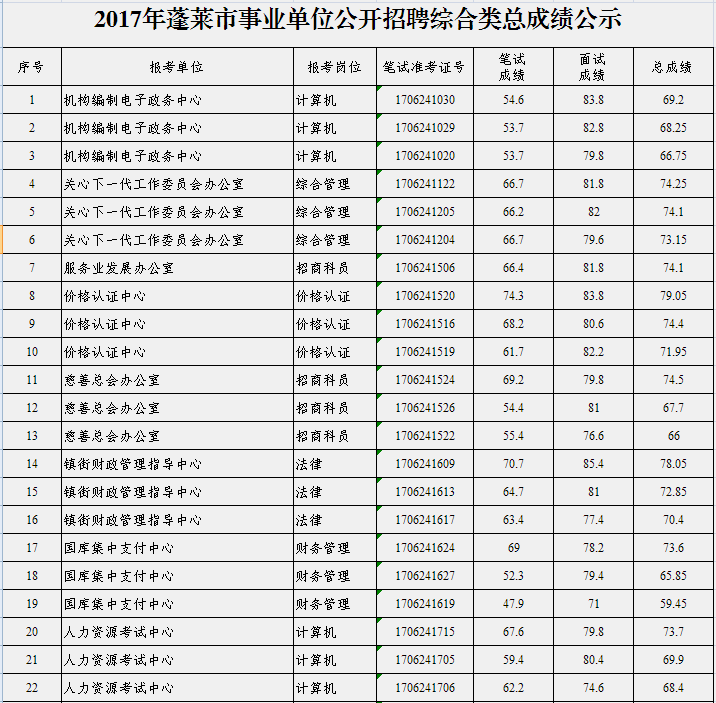 2017年蓬莱市事业单位公开招聘综合类总成绩公示
序号 报考单位 报考岗位 笔试准考证号 笔试成绩 面试成绩 总成绩
1 机构编制电子政务中心 计算机 1706241030 54.6 83.8 69.2
2 机构编制电子政务中心 计算机 1706241029 53.7 82.8 68.25
3 机构编制电子政务中心 计算机 1706241020 53.7 79.8 66.75
4 关心下一代工作委员会办公室 综合管理 1706241122 66.7 81.8 74.25
5 关心下一代工作委员会办公室 综合管理 1706241205 66.2 82 74.1
6 关心下一代工作委员会办公室 综合管理 1706241204 66.7 79.6 73.15
7 服务业发展办公室 招商科员 1706241506 66.4 81.8 74.1
8 价格认证中心 价格认证 1706241520 74.3 83.8 79.05
9 价格认证中心 价格认证 1706241516 68.2 80.6 74.4
10 价格认证中心 价格认证 1706241519 61.7 82.2 71.95
11 慈善总会办公室 招商科员 1706241524 69.2 79.8 74.5
12 慈善总会办公室 招商科员 1706241526 54.4 81 67.7
13 慈善总会办公室 招商科员 1706241522 55.4 76.6 66
14 镇街财政管理指导中心 法律 1706241609 70.7 85.4 78.05
15 镇街财政管理指导中心 法律 1706241613 64.7 81 72.85
16 镇街财政管理指导中心 法律 1706241617 63.4 77.4 70.4
17 国库集中支付中心 财务管理 1706241624 69 78.2 73.6
18 国库集中支付中心 财务管理 1706241627 52.3 79.4 65.85
19 国库集中支付中心 财务管理 1706241619 47.9 71 59.45
20 人力资源考试中心 计算机 1706241715 67.6 79.8 73.7
21 人力资源考试中心 计算机 1706241705 59.4 80.4 69.9
22 人力资源考试中心 计算机 1706241706 62.2 74.6 68.4